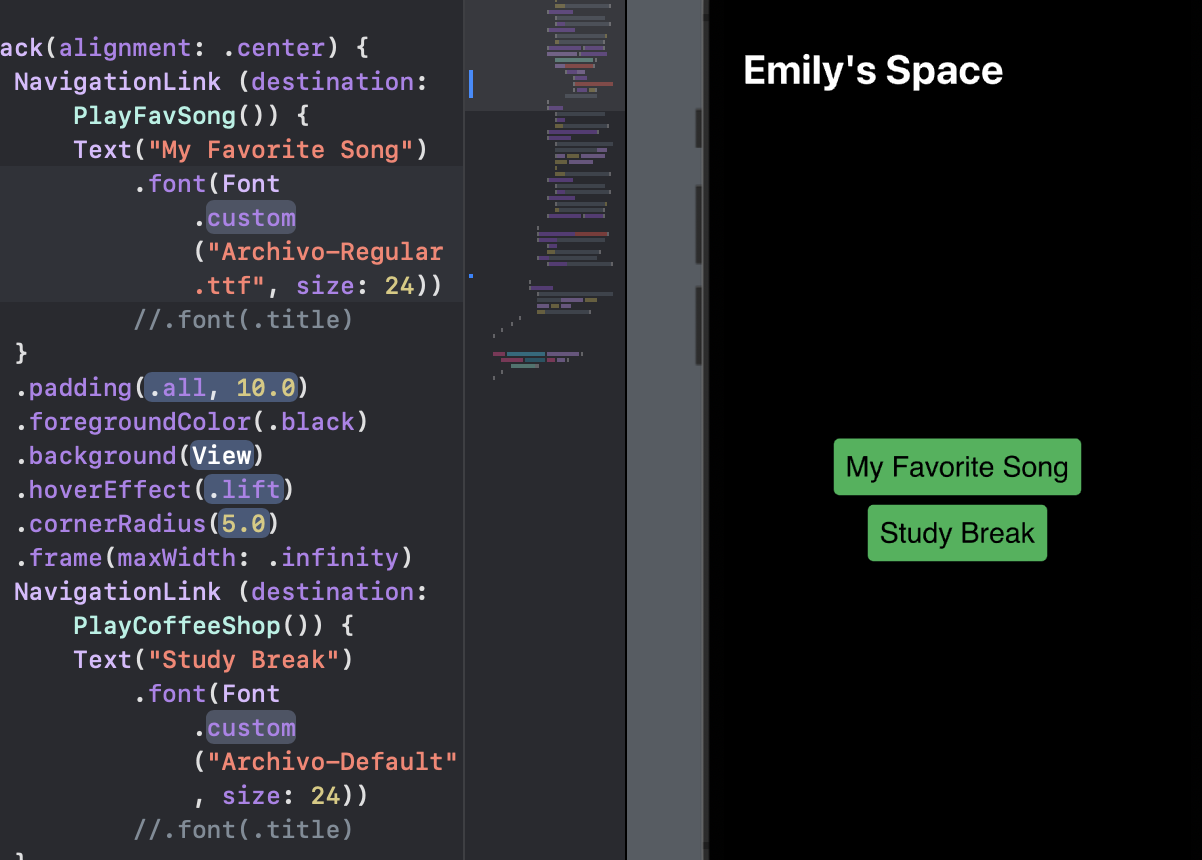 ack(alignment: .center) {
NavigationLink (destination:
PlayFavSong()) {
Text("My Favorite Song")
.font(Font
.custom
("Archivo-Regular
.ttf", size: 24))
//.font(.title)
}
.padding(.all, 10.0)
.foregroundColor(.black)
.background(View)
.hoverEffect(.lift)
.cornerRadius(5.0)
.frame(maxWidth: .infinity)
NavigationLink (destination:
PlayCoffeeShop()) {
Text("Study Break")
.font(Font
.custom
("Archivo-Default"
, size: 24))
//.font(.title)
}
Emily's Space
My Favorite Song
Study Break